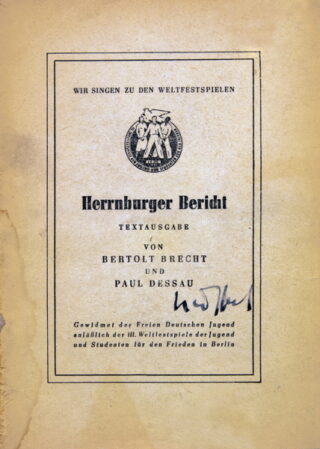 WIR SINGEN ZU DEN WELTFESTSPIELEN
BERLIN
Herrnburger Bericht
TEXTAUSGABE
VON
BERTOLT BRECHT
UND
PAUL DESSAU
Gewidmet der Freien Deutschen Jugend
anläßlich der III. Weltfestspiele der Jugend
und Studenten für den Frieden in Berlin